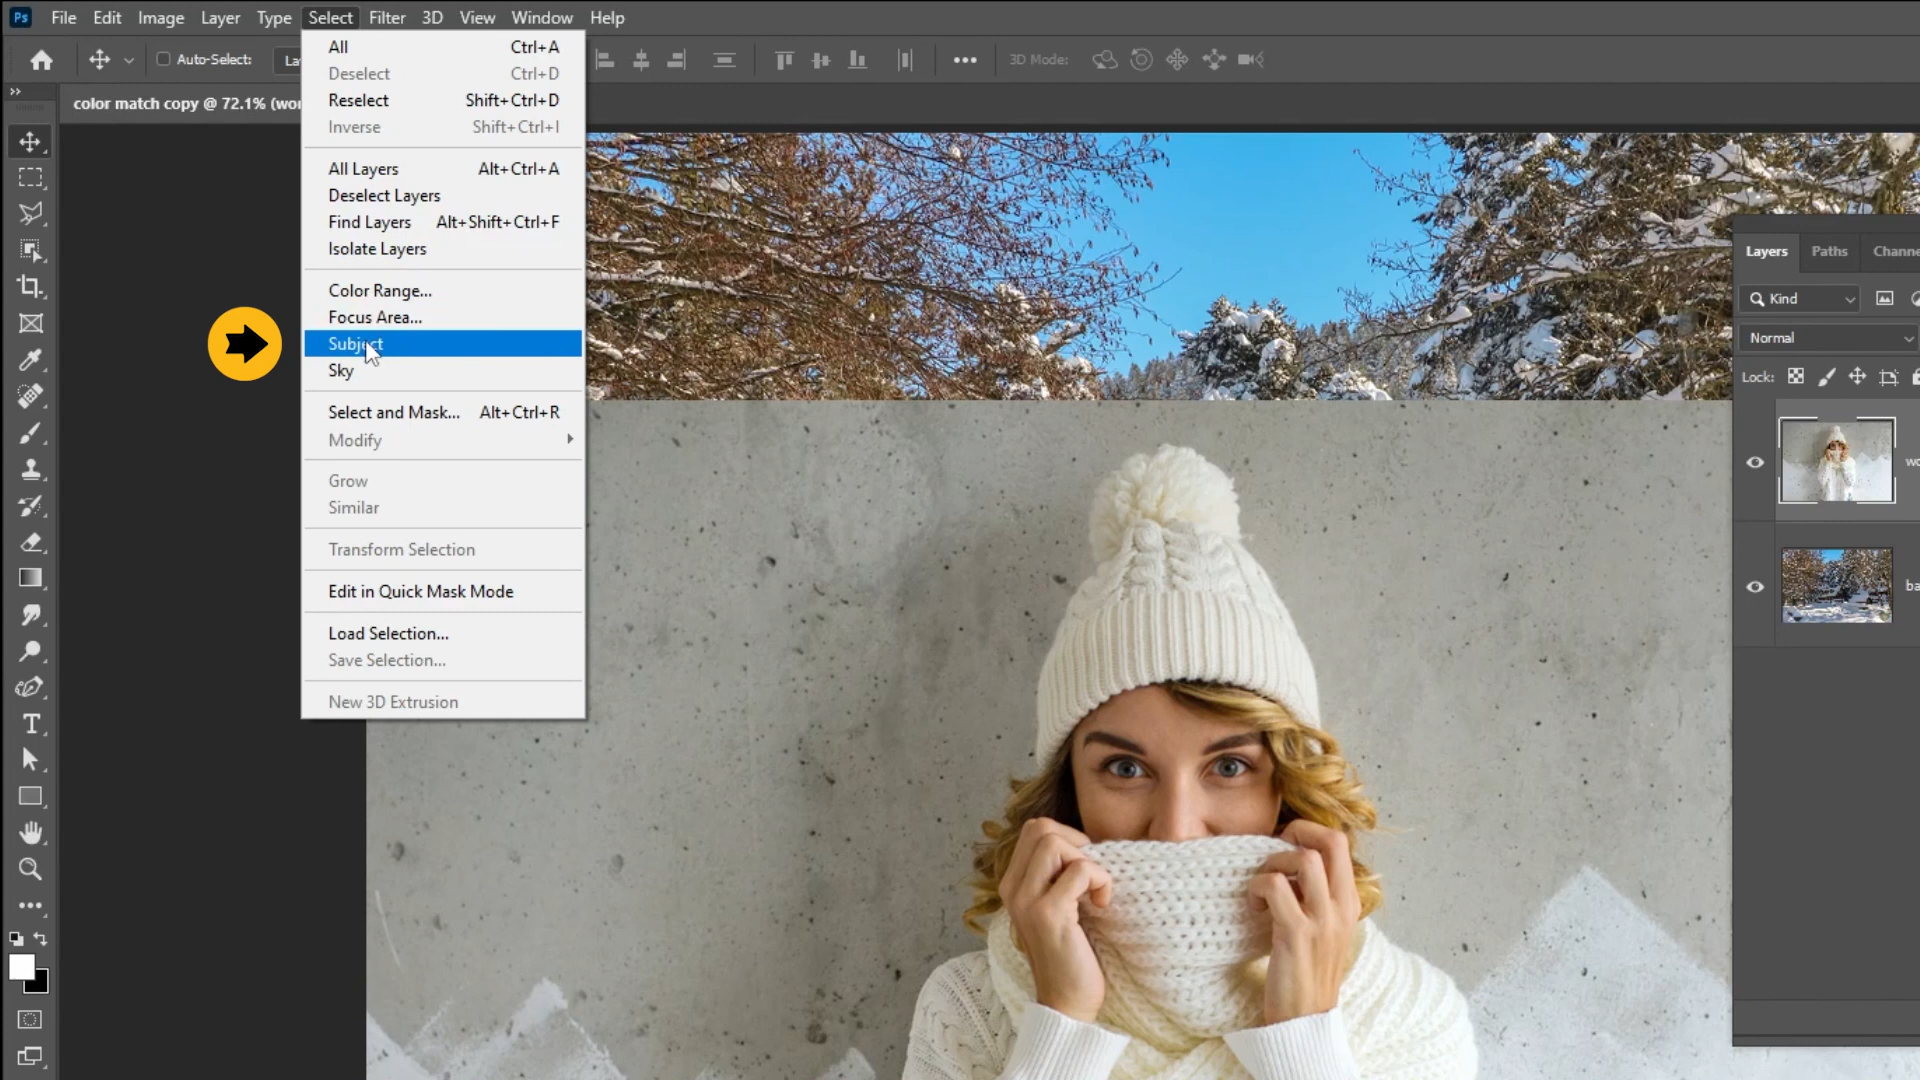 Ps File Edit Image Layer Type Select Filter 3D View Window Help
Auto-Select: La 3D Mode:
color match copy @ 72.1% (wo
All Ctrl+A
Deselect Ctrl+D
Reselect Shift+Ctrl+D
Inverse Shift+Ctrl+I
All Layers Alt+Ctrl+A
Deselect Layers
Find Layers Alt+Shift+Ctrl+F
Isolate Layers
Color Range...
Focus Area...
Subject
Sky
Select and Mask... Alt+Ctrl+R
Modify
Grow
Similar
Transform Selection
Edit in Quick Mask Mode
Load Selection...
Save Selection...
New 3D Extrusion
Layers Paths Channe
Kind
Normal
Lock:
wo
ba